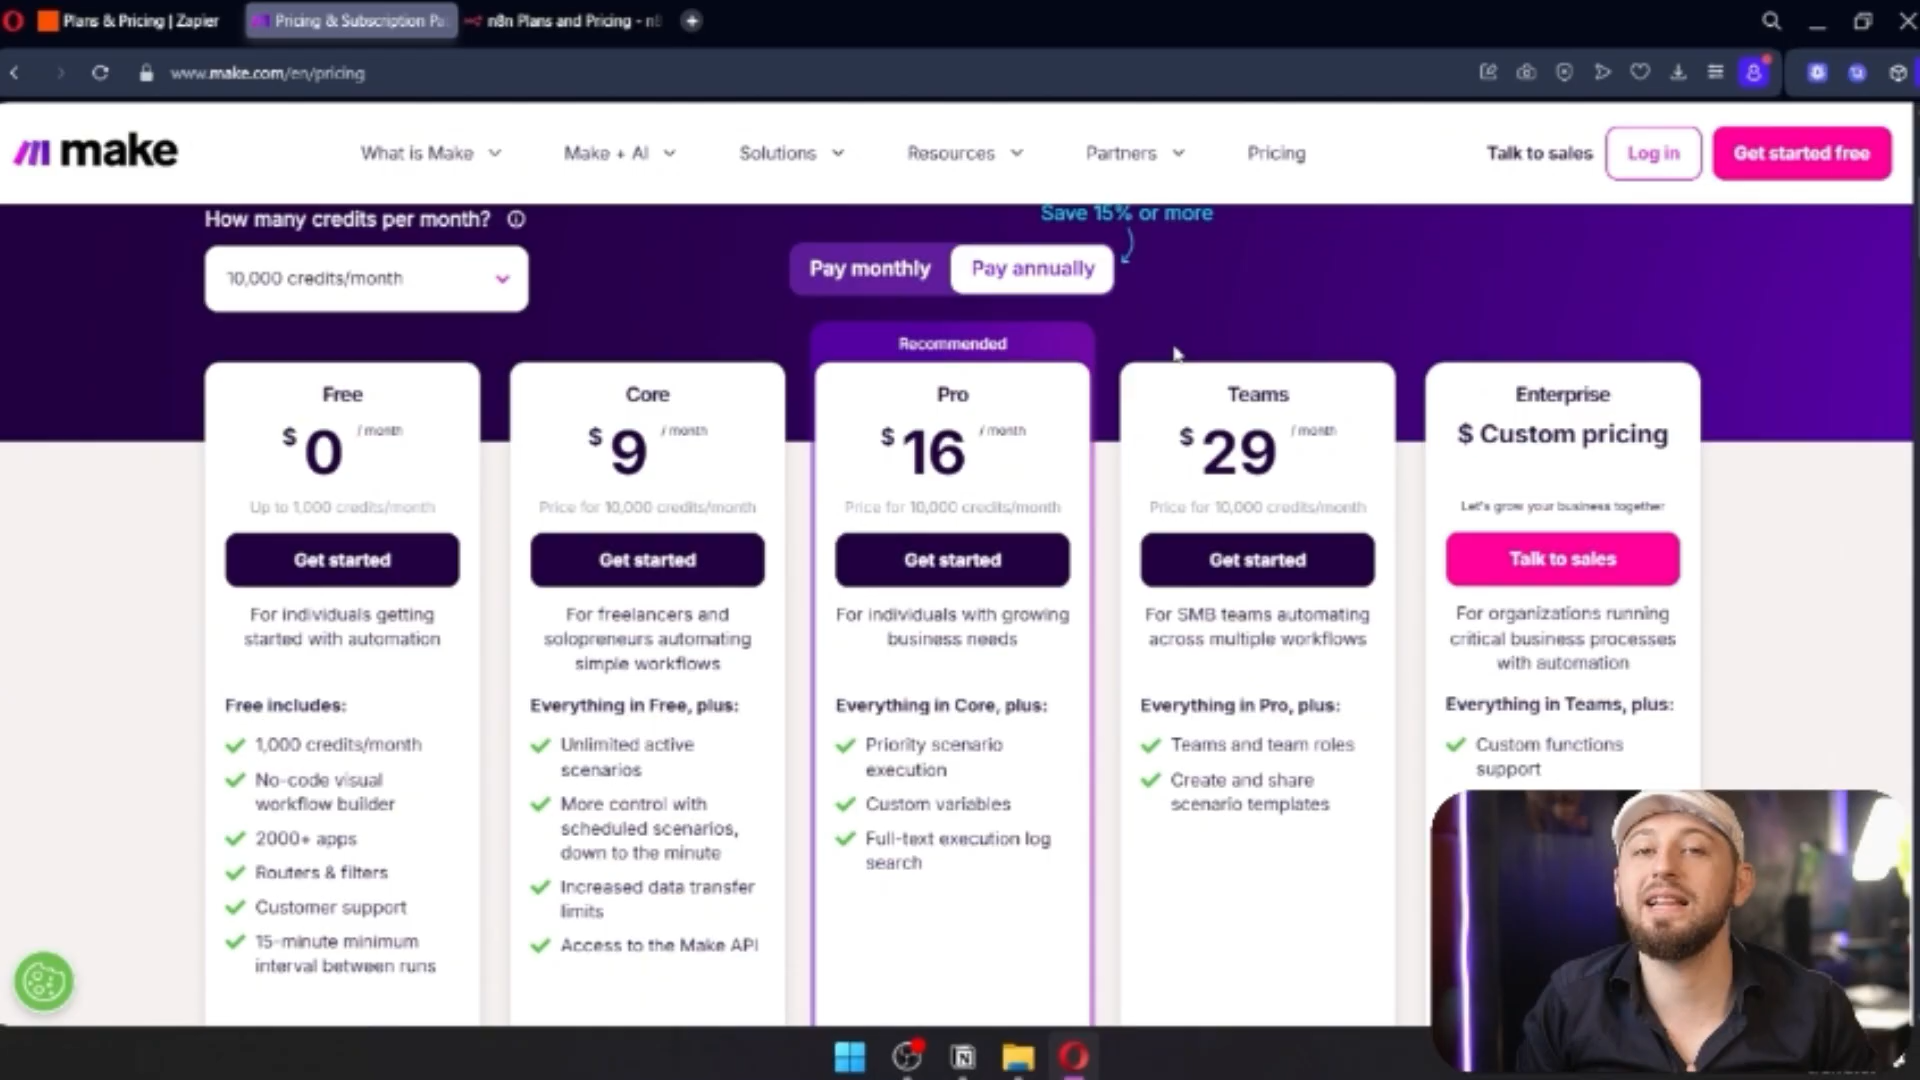 Plans & Pricing | Zapier
Pricing & Subscription Pa
n8n Plans and Pricing - n8
www.make.com/en/pricing
make
What is Make
Make + AI
Solutions
Resources
Partners
Pricing
Talk to sales
Log in
Get started free
How many credits per month?
10,000 credits/month
Save 15% or more
Pay monthly
Pay annually
Recommended
Free
$ 0 / month
Up to 1,000 credits/month
Get started
For individuals getting
started with automation
Free includes:
1,000 credits/month
No-code visual
workflow builder
2000+ apps
Routers & filters
Customer support
15-minute minimum
interval between runs
Core
$ 9 / month
Price for 10,000 credits/month
Get started
For freelancers and
solopreneurs automating
simple workflows
Everything in Free, plus:
Unlimited active
scenarios
More control with
scheduled scenarios,
down to the minute
Increased data transfer
limits
Access to the Make API
Pro
$ 16 / month
Price for 10,000 credits/month
Get started
For individuals with growing
business needs
Everything in Core, plus:
Priority scenario
execution
Custom variables
Full-text execution log
search
Teams
$ 29 / month
Price for 10,000 credits/month
Get started
For SMB teams automating
across multiple workflows
Everything in Pro, plus:
Teams and team roles
Create and share
scenario templates
Enterprise
$ Custom pricing
Let's grow your business together
Talk to sales
For organizations running
critical business processes
with automation
Everything in Teams, plus:
Custom functions
support